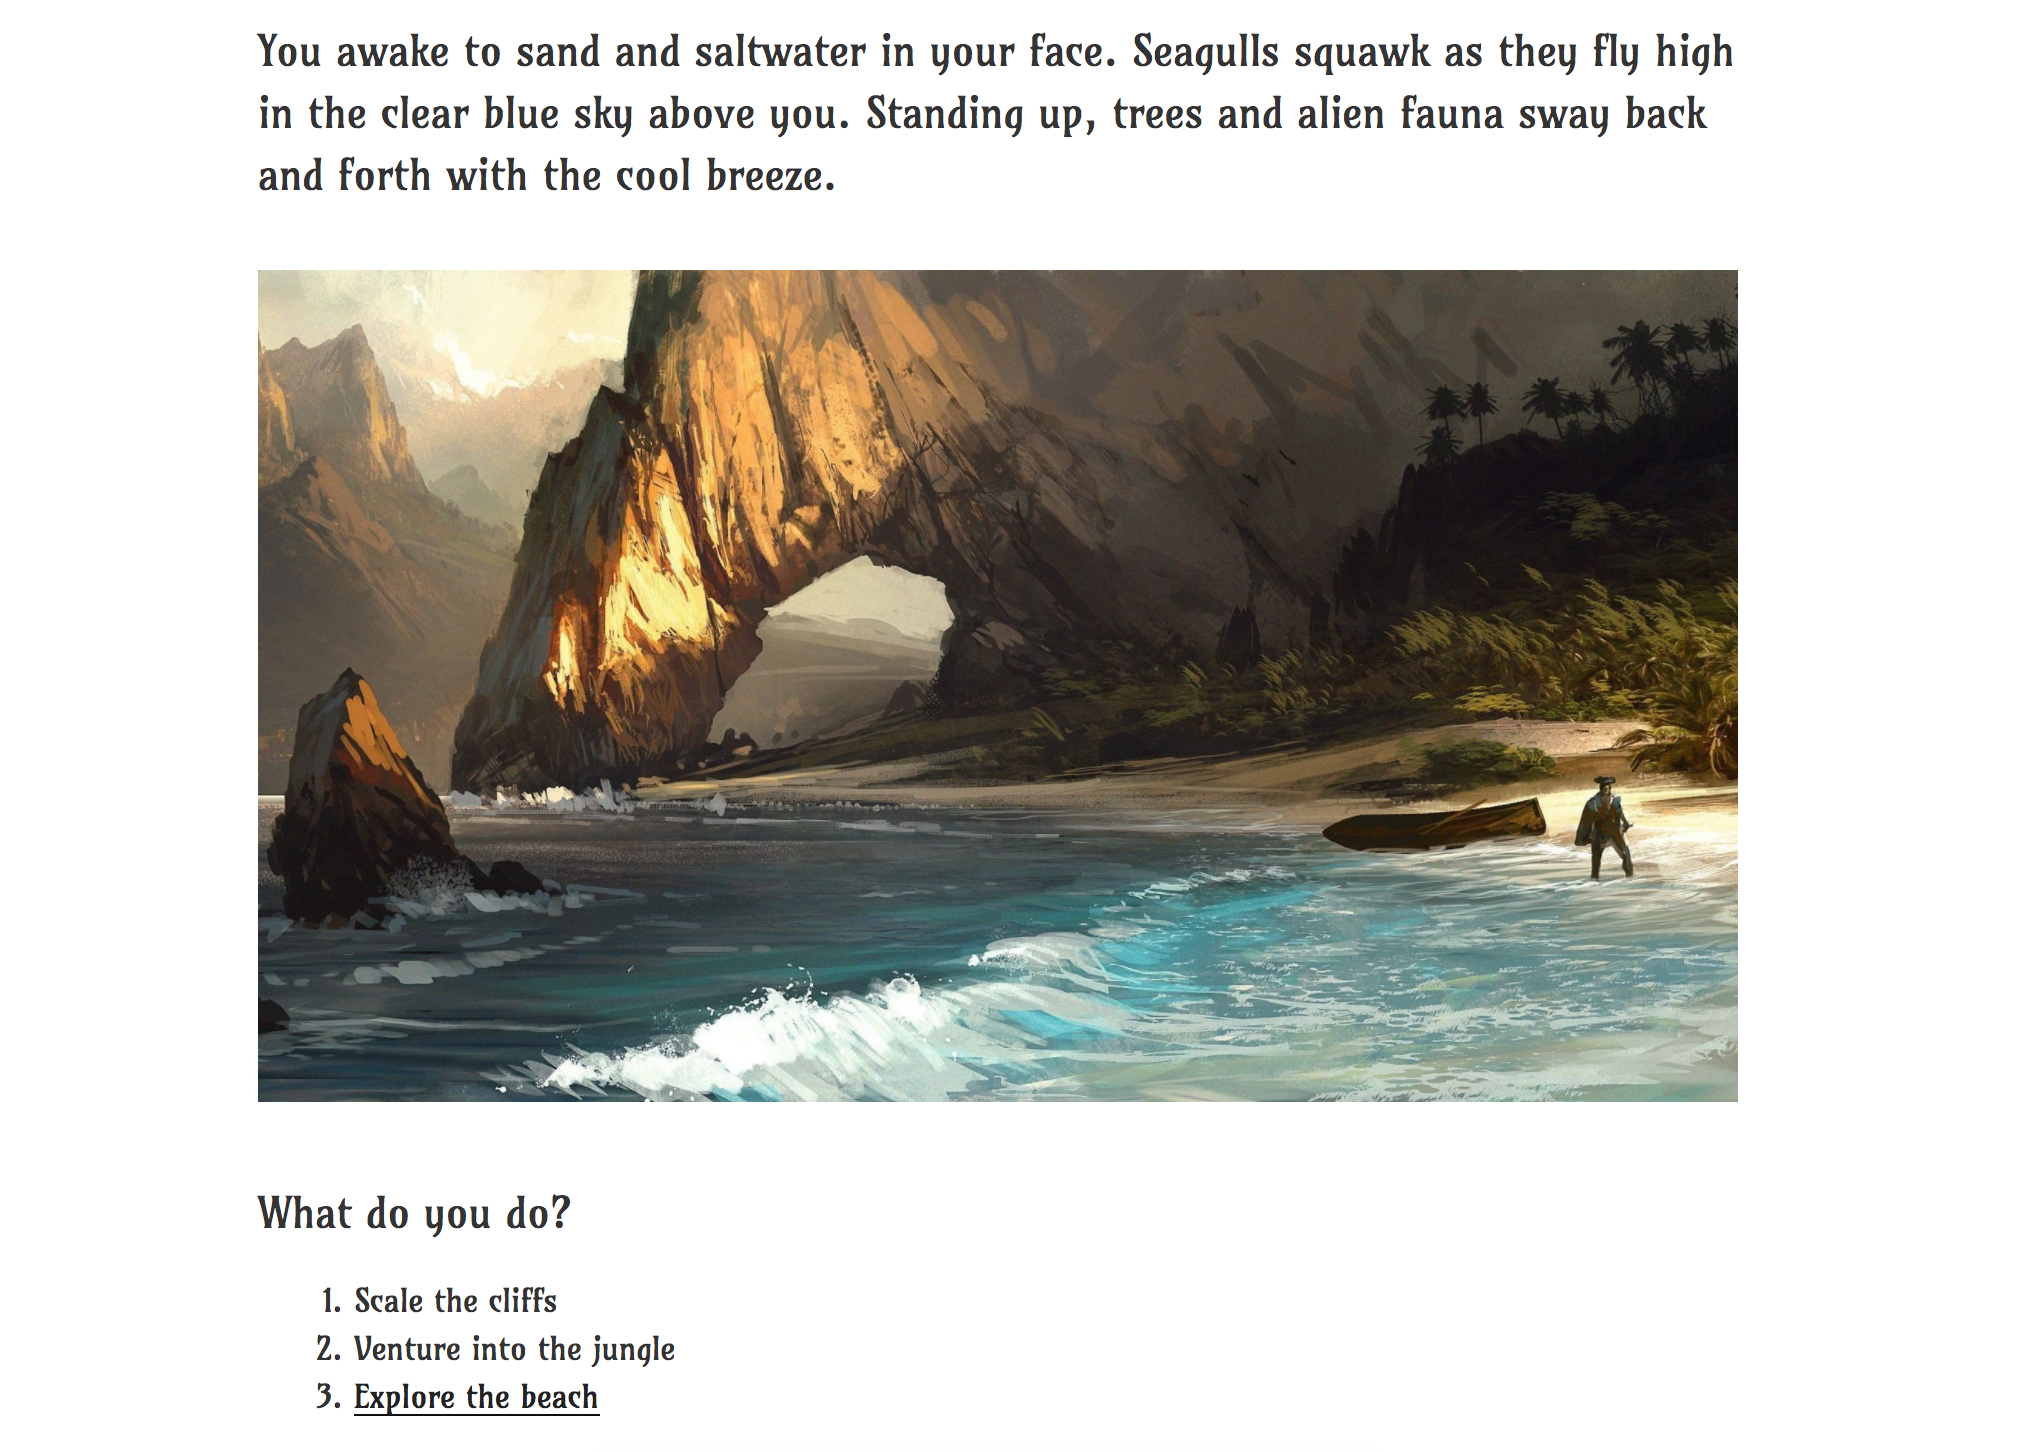 You awake to sand and saltwater in your face. Seagulls squawk as they fly high
in the clear blue sky above you. Standing up, trees and alien fauna sway back
and forth with the cool breeze.
What do you do?
1. Scale the cliffs
2. Venture into the jungle
3. Explore the beach